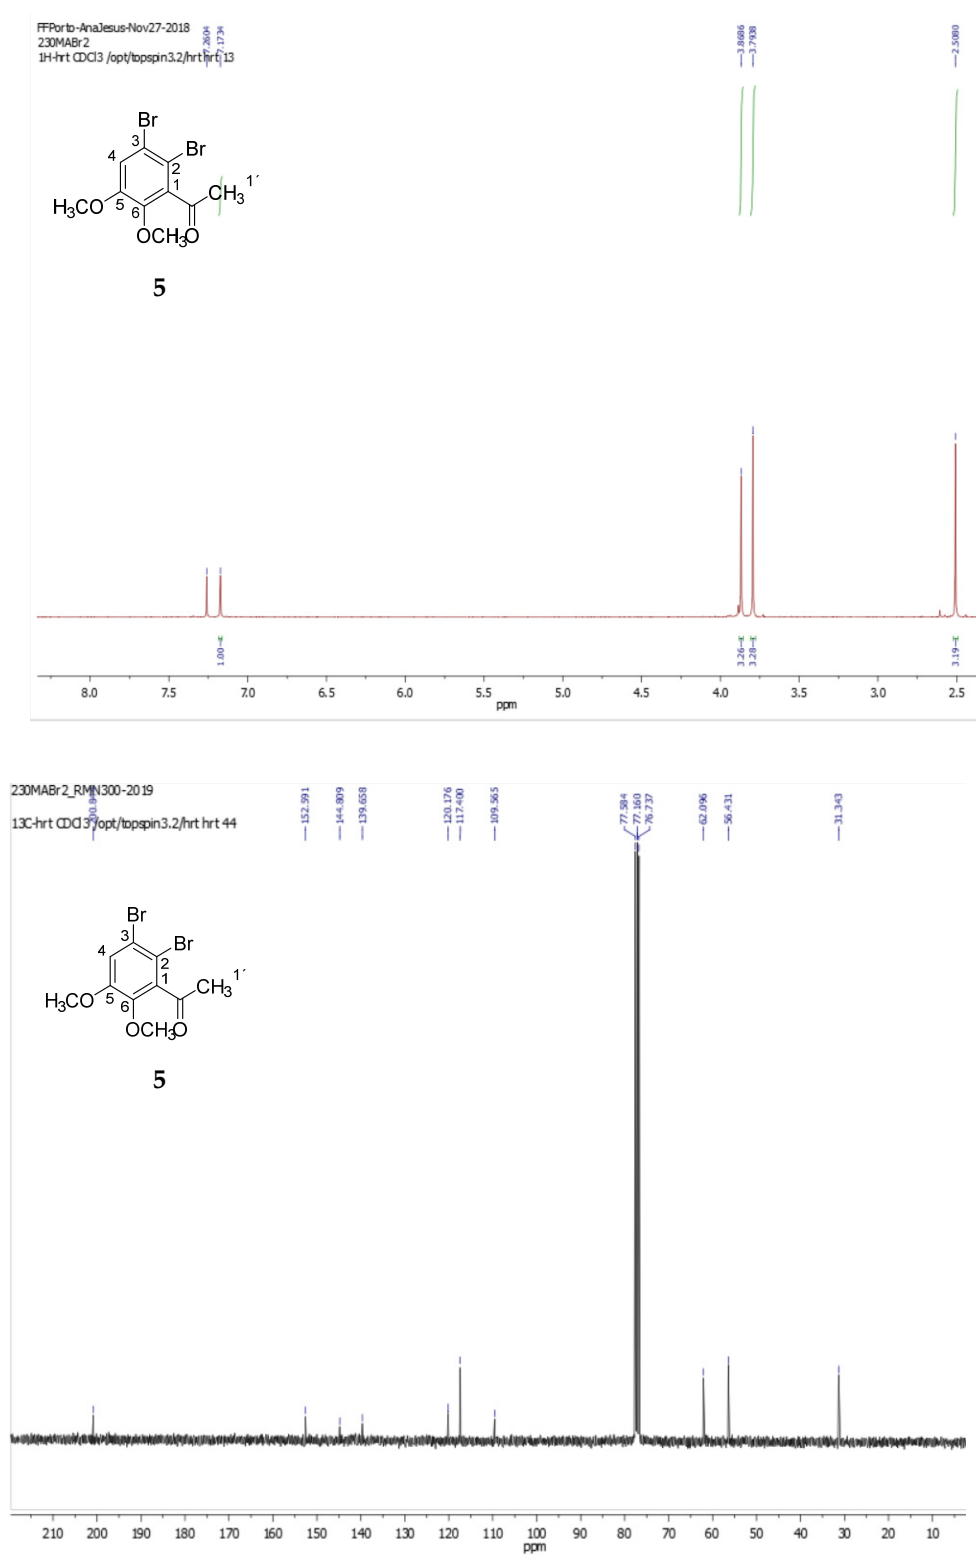 FFPorto-AnaJesus-Nov27-2018
230MABr2
1H-hrt CDCl3 /opt/topspin3.2/hrt hrt 13
7.2604
7.1734
3.8686
3.7938
2.5080
Br
3
Br
4
2
1
1´
CH3
H3CO
5
6
OCH3
O
5
1.00
3.26
3.28
3.19
8.0 7.5 7.0 6.5 6.0 5.5 5.0 4.5 4.0 3.5 3.0 2.5
ppm
230MABr2_RMN300-2019
13C-hrt CDCl3 /opt/topspin3.2/hrt hrt 44
152.591
144.809
139.658
120.176
117.400
109.565
77.584
77.160
76.737
62.096
56.431
31.343
Br
3
Br
4
2
1
1´
CH3
H3CO
5
6
OCH3
O
5
210 200 190 180 170 160 150 140 130 120 110 100 90 80 70 60 50 40 30 20 10
ppm